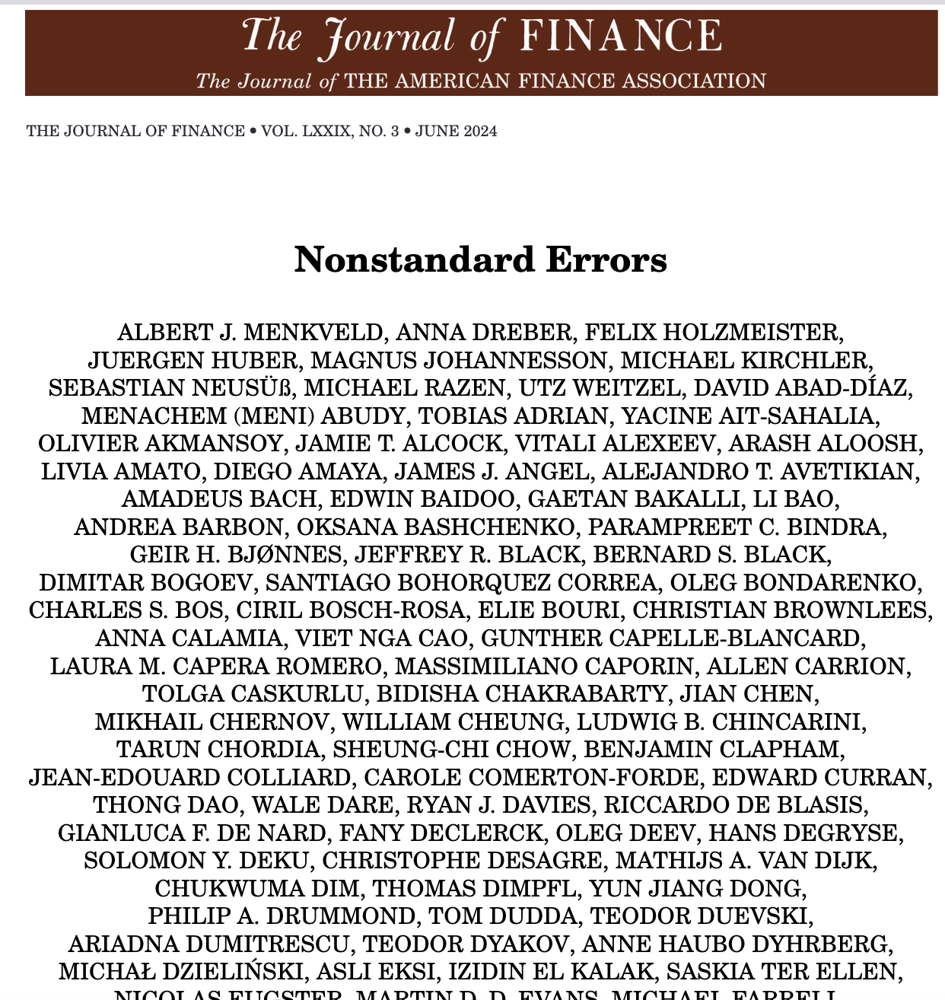 The Journal of FINANCE
The Journal of THE AMERICAN FINANCE ASSOCIATION
THE JOURNAL OF FINANCE • VOL. LXXIX, NO. 3 • JUNE 2024
Nonstandard Errors
ALBERT J. MENKVELD, ANNA DREBER, FELIX HOLZMEISTER,
JUERGEN HUBER, MAGNUS JOHANNESSON, MICHAEL KIRCHLER,
SEBASTIAN NEUSÜß, MICHAEL RAZEN, UTZ WEITZEL, DAVID ABAD-DÍAZ,
MENACHEM (MENI) ABUDY, TOBIAS ADRIAN, YACINE AIT-SAHALIA,
OLIVIER AKMANSOY, JAMIE T. ALCOCK, VITALI ALEXEEV, ARASH ALOOSH,
LIVIA AMATO, DIEGO AMAYA, JAMES J. ANGEL, ALEJANDRO T. AVETIKIAN,
AMADEUS BACH, EDWIN BAIDOO, GAETAN BAKALLI, LI BAO,
ANDREA BARBON, OKSANA BASHCHENKO, PARAMPREET C. BINDRA,
GEIR H. BJØNNES, JEFFREY R. BLACK, BERNARD S. BLACK,
DIMITAR BOGOEV, SANTIAGO BOHORQUEZ CORREA, OLEG BONDARENKO,
CHARLES S. BOS, CIRIL BOSCH-ROSA, ELIE BOURI, CHRISTIAN BROWNLEES,
ANNA CALAMIA, VIET NGA CAO, GUNTHER CAPELLE-BLANCARD,
LAURA M. CAPERA ROMERO, MASSIMILIANO CAPORIN, ALLEN CARRION,
TOLGA CASKURLU, BIDISHA CHAKRABARTY, JIAN CHEN,
MIKHAIL CHERNOV, WILLIAM CHEUNG, LUDWIG B. CHINCARINI,
TARUN CHORDIA, SHEUNG-CHI CHOW, BENJAMIN CLAPHAM,
JEAN-EDOUARD COLLIARD, CAROLE COMERTON-FORDE, EDWARD CURRAN,
THONG DAO, WALE DARE, RYAN J. DAVIES, RICCARDO DE BLASIS,
GIANLUCA F. DE NARD, FANY DECLERCK, OLEG DEEV, HANS DEGRYSE,
SOLOMON Y. DEKU, CHRISTOPHE DESAGRE, MATHIJS A. VAN DIJK,
CHUKWUMA DIM, THOMAS DIMPFL, YUN JIANG DONG,
PHILIP A. DRUMMOND, TOM DUDDA, TEODOR DUEVSKI,
ARIADNA DUMITRESCU, TEODOR DYAKOV, ANNE HAUBO DYHRBERG,
MICHAŁ DZIELIŃSKI, ASLI EKSI, IZIDIN EL KALAK, SASKIA TER ELLEN,
NICOLAS EUGSTER, MARTIN D. D. EVANS, MICHAEL FARRELL,